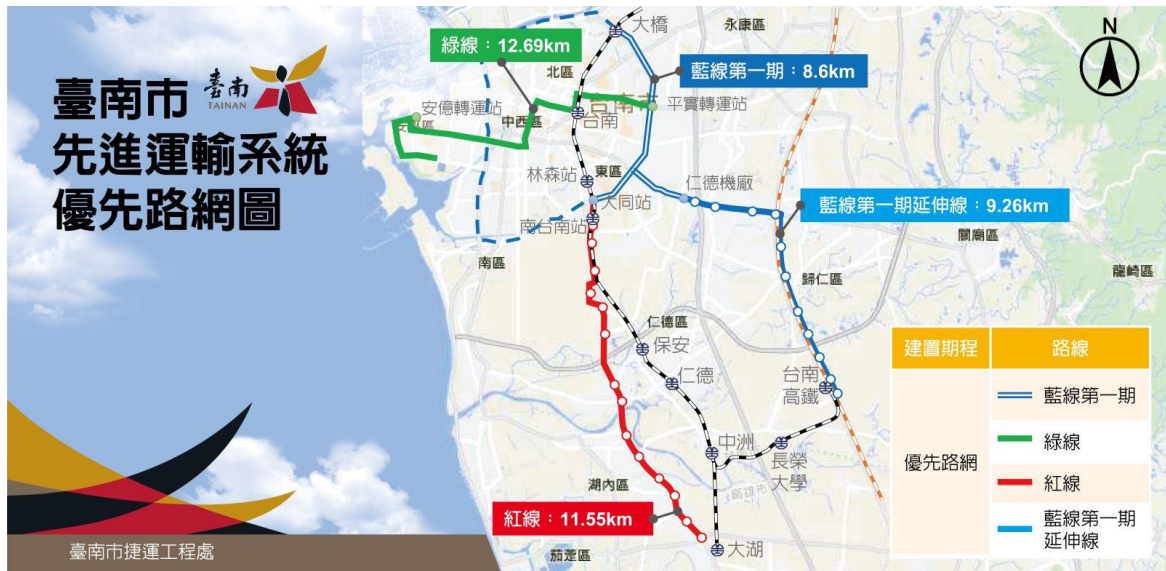 臺南市
臺南
TAINAN
先進運輸系統
優先路網圖
臺南市捷運工程處
N
大橋
永康區
綠線：12.69km
北區
藍線第一期：8.6km
安億轉運站
中西區
台南市
台南
平實轉運站
林森站
東區
仁德機廠
大同站
藍線第一期延伸線：9.26km
南台南站
關廟區
南區
歸仁區
龍崎區
仁德區
保安
仁德
台南
高鐵
中洲
長榮
大學
湖內區
高雄市
紅線：11.55km
大湖
茄萣區
建置期程
路線
優先路網
藍線第一期
綠線
紅線
藍線第一期
延伸線